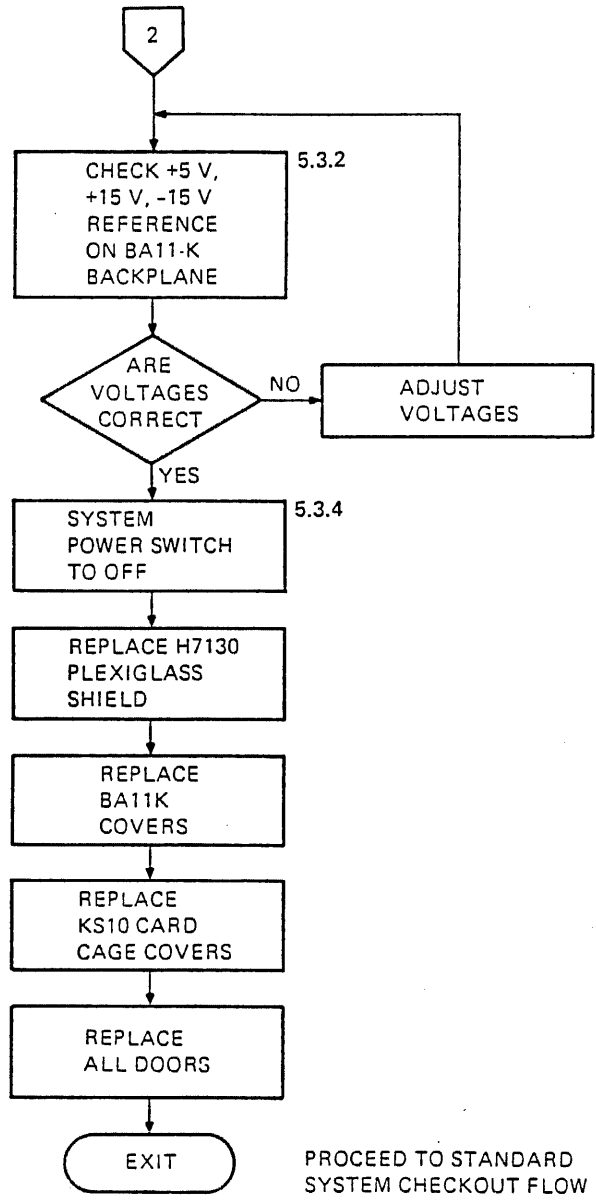 2
CHECK +5 V,
+15 V, -15 V
REFERENCE
ON BA11-K
BACKPLANE
5.3.2
ARE
VOLTAGES
CORRECT
NO
ADJUST
VOLTAGES
YES
SYSTEM
POWER SWITCH
TO OFF
5.3.4
REPLACE H7130
PLEXIGLASS
SHIELD
REPLACE
BA11K
COVERS
REPLACE
KS10 CARD
CAGE COVERS
REPLACE
ALL DOORS
EXIT
PROCEED TO STANDARD
SYSTEM CHECKOUT FLOW